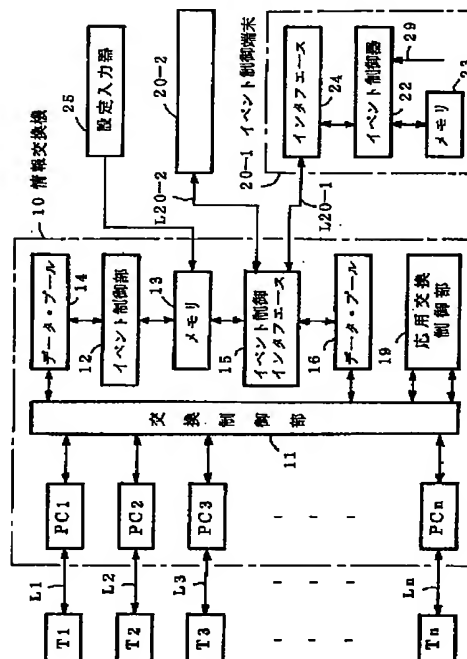 10 情報交換機
25
設定入力器
20-2
L20-2
20-1 イベント制御端末
インタフエース
24
イベント制御器
22
29
メモリ
L20-1
データ・プール
14
イベント制御部
12
メモリ
13
イベント制御
インタフエース
15
データ・プール
16
応用交換
制御部
19
交換制御部
11
PC1
PC2
PC3
PCn
L1
L2
L3
Ln
T1
T2
T3
Tn